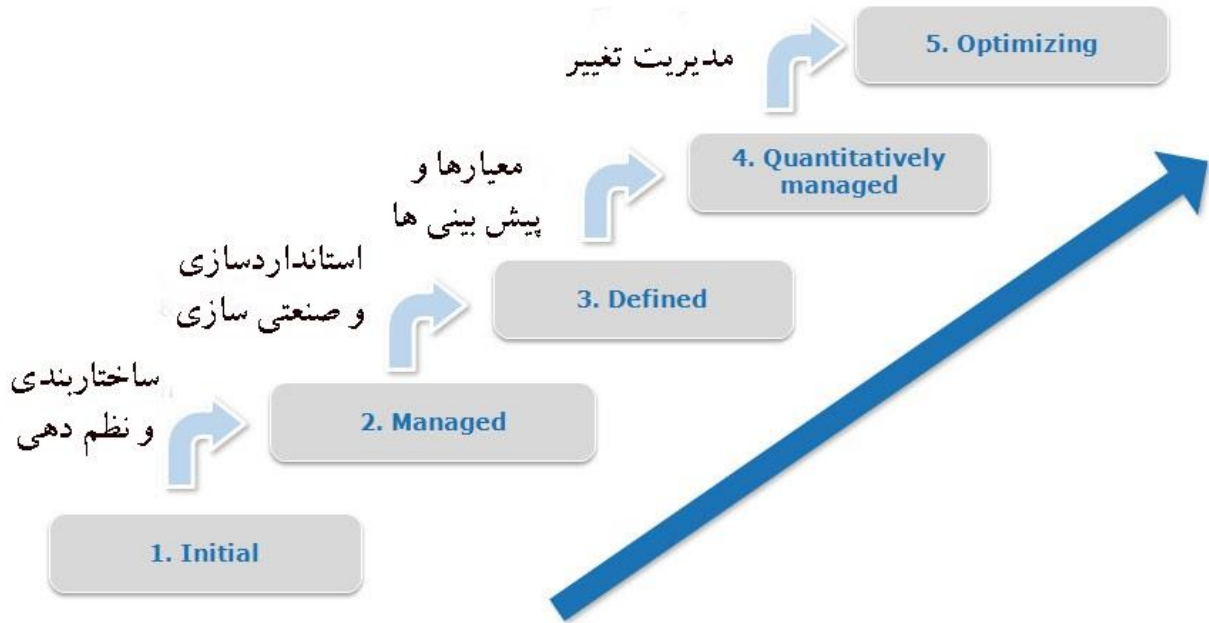 مدیریت تغییر
5. Optimizing
معیارها و
پیش بینی ها
4. Quantitatively
managed
استانداردسازی
و صنعتی سازی
3. Defined
ساختاربندی
و نظم دهی
2. Managed
1. Initial